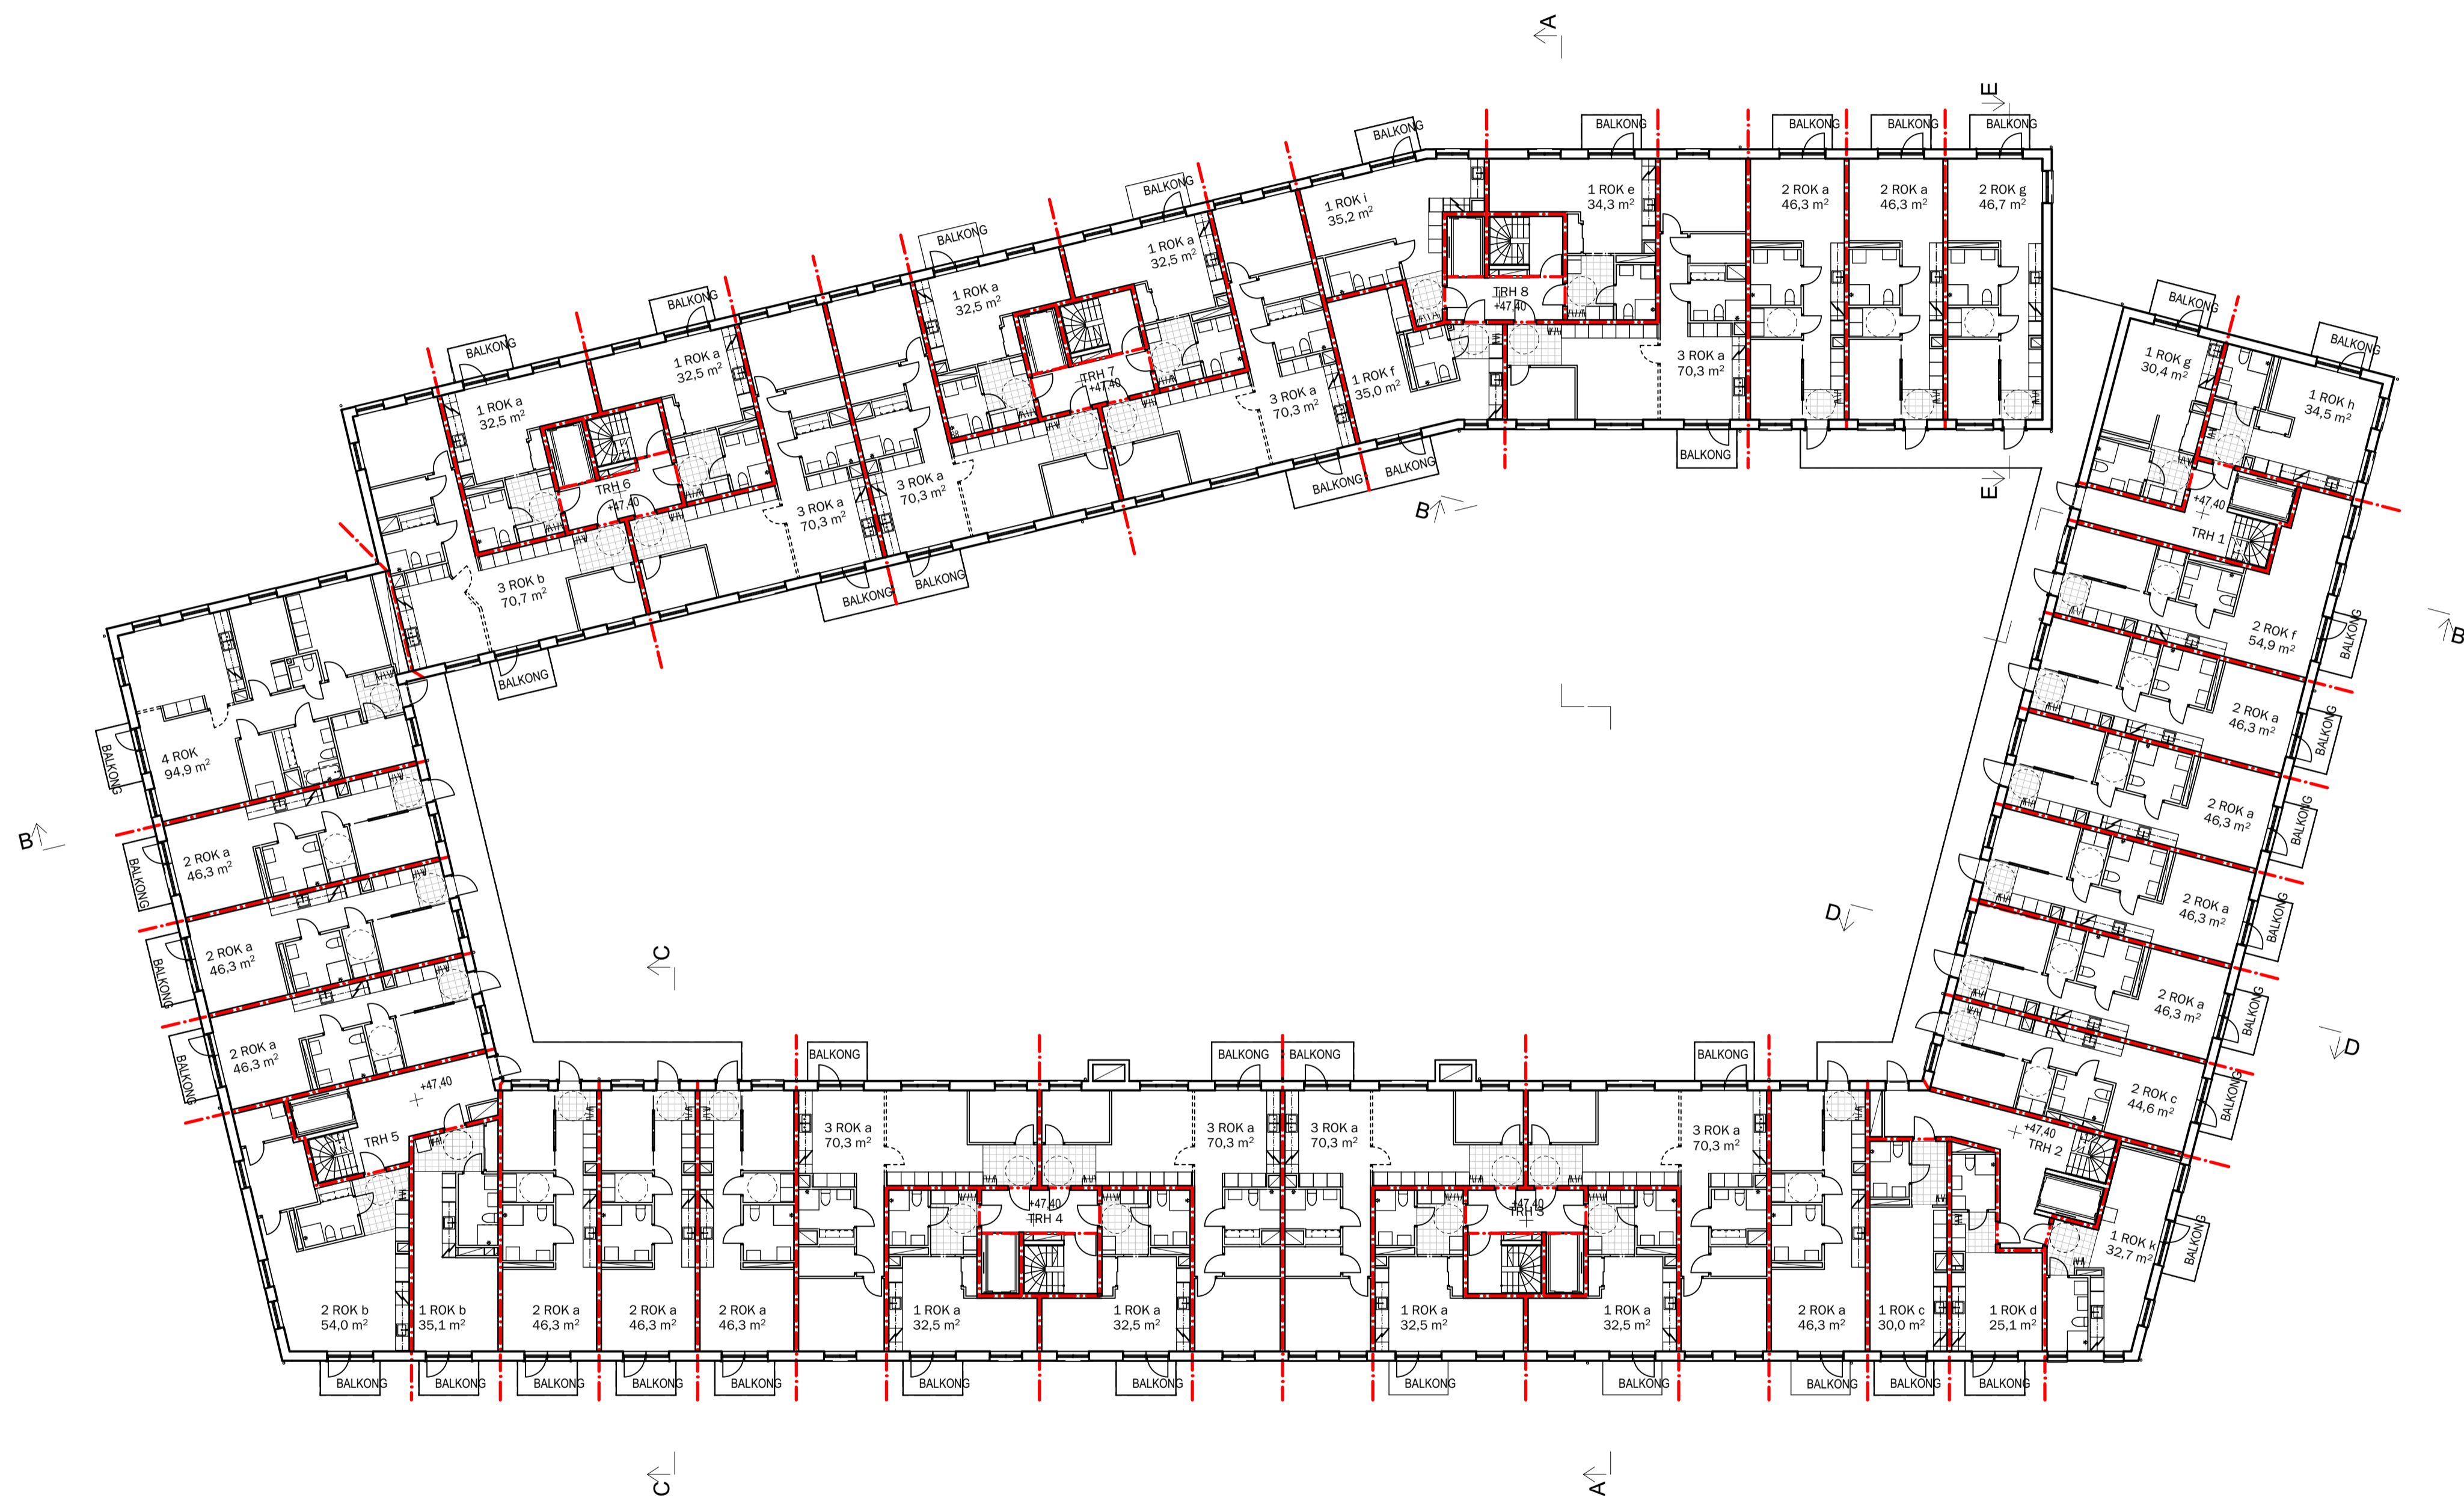 A
E
BALKONG
BALKONG
BALKONG
BALKONG
BALKONG
BALKONG
BALKONG
BALKONG
BALKONG
1 ROK a
32,5 m²
1 ROK a
32,5 m²
1 ROK a
32,5 m²
1 ROK a
32,5 m²
1 ROK i
35,2 m²
1 ROK e
34,3 m²
2 ROK a
46,3 m²
2 ROK a
46,3 m²
2 ROK g
46,7 m²
TRH 6
+47,40
TRH 7
+47,40
TRH 8
+47,40
3 ROK b
70,7 m²
3 ROK a
70,3 m²
3 ROK a
70,3 m²
3 ROK a
70,3 m²
1 ROK f
35,0 m²
3 ROK a
70,3 m²
BALKONG
BALKONG
BALKONG
BALKONG
BALKONG
BALKONG
B
E
BALKONG
BALKONG
1 ROK g
30,4 m²
1 ROK h
34,5 m²
+47,40
TRH 1
2 ROK f
54,9 m²
BALKONG
B
2 ROK a
46,3 m²
BALKONG
2 ROK a
46,3 m²
BALKONG
2 ROK a
46,3 m²
BALKONG
2 ROK a
46,3 m²
BALKONG
2 ROK c
44,6 m²
BALKONG
D
D
+47,40
TRH 2
1 ROK k
32,7 m²
BALKONG
4 ROK
94,9 m²
BALKONG
B
2 ROK a
46,3 m²
BALKONG
2 ROK a
46,3 m²
BALKONG
2 ROK a
46,3 m²
BALKONG
+47,40
TRH 5
C
BALKONG
BALKONG
BALKONG
BALKONG
3 ROK a
70,3 m²
3 ROK a
70,3 m²
3 ROK a
70,3 m²
3 ROK a
70,3 m²
+47,40
TRH 4
+47,40
TRH 3
2 ROK b
54,0 m²
1 ROK b
35,1 m²
2 ROK a
46,3 m²
2 ROK a
46,3 m²
2 ROK a
46,3 m²
1 ROK a
32,5 m²
1 ROK a
32,5 m²
1 ROK a
32,5 m²
1 ROK a
32,5 m²
2 ROK a
46,3 m²
1 ROK c
30,0 m²
1 ROK d
25,1 m²
BALKONG
BALKONG
BALKONG
BALKONG
BALKONG
BALKONG
BALKONG
BALKONG
BALKONG
BALKONG
BALKONG
BALKONG
C
A